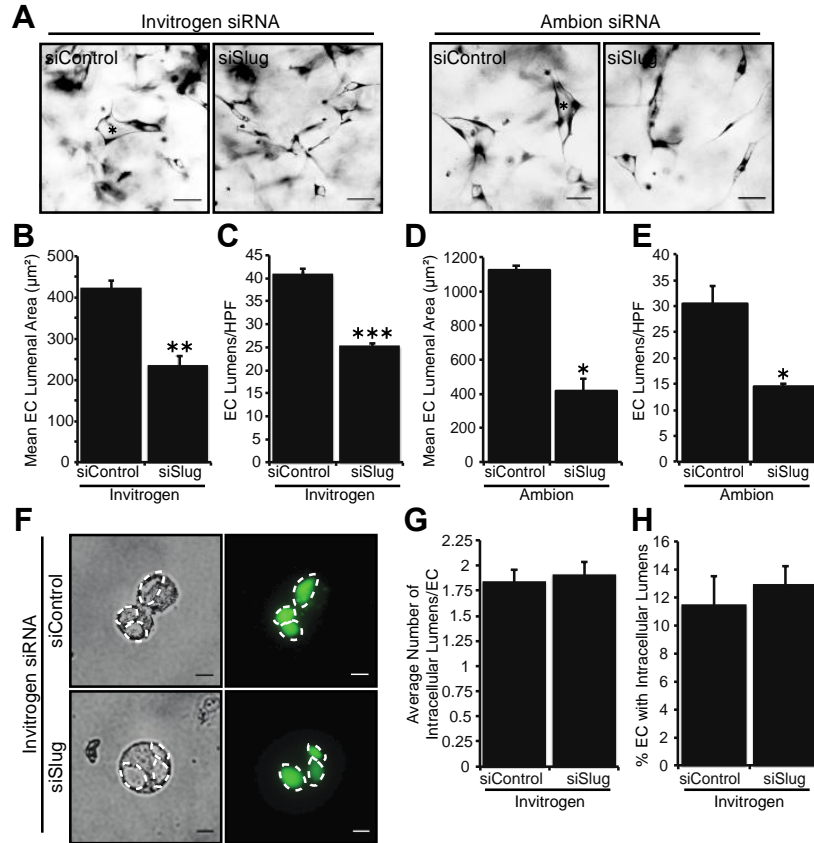 A
Invitrogen siRNA
Ambion siRNA
siControl
siSlug
siControl
siSlug
*
*
B
Mean EC Lumenal Area (µm²)
500
400
300
200
100
0
**
siControl siSlug
Invitrogen
C
EC Lumens/HPF
45
40
35
30
25
20
15
10
5
0
***
siControl siSlug
Invitrogen
D
Mean EC Lumenal Area (µm²)
1200
1000
800
600
400
200
0
*
siControl siSlug
Ambion
E
EC Lumens/HPF
40
35
30
25
20
15
10
5
0
*
siControl siSlug
Ambion
F
Invitrogen siRNA
siControl
siSlug
G
Average Number of
Intracellular Lumens/EC
2.25
2
1.75
1.5
1.25
1
0.75
0.5
0.25
0
siControl siSlug
Invitrogen
H
% EC with Intracellular Lumens
16
14
12
10
8
6
4
2
0
siControl siSlug
Invitrogen